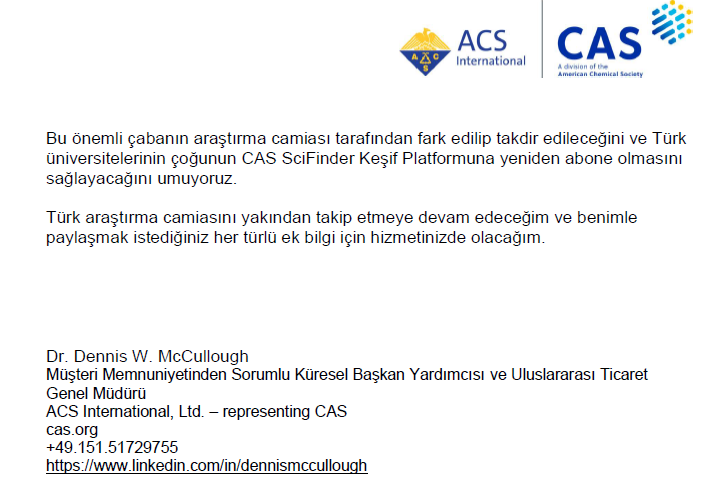 ACS
International
A C S
CAS
A division of the
American Chemical Society
Bu önemli çabanın araştırma camiası tarafından fark edilip takdir edileceğini ve Türk
üniversitelerinin çoğunun CAS SciFinder Keşif Platformuna yeniden abone olmasını
sağlayacağını umuyoruz.
Türk araştırma camiasını yakından takip etmeye devam edeceğim ve benimle
paylaşmak istediğiniz her türlü ek bilgi için hizmetinizde olacağım.
Dr. Dennis W. McCullough
Müşteri Memnuniyetinden Sorumlu Küresel Başkan Yardımcısı ve Uluslararası Ticaret
Genel Müdürü
ACS International, Ltd. – representing CAS
cas.org
+49.151.51729755
https://www.linkedin.com/in/dennismccullough